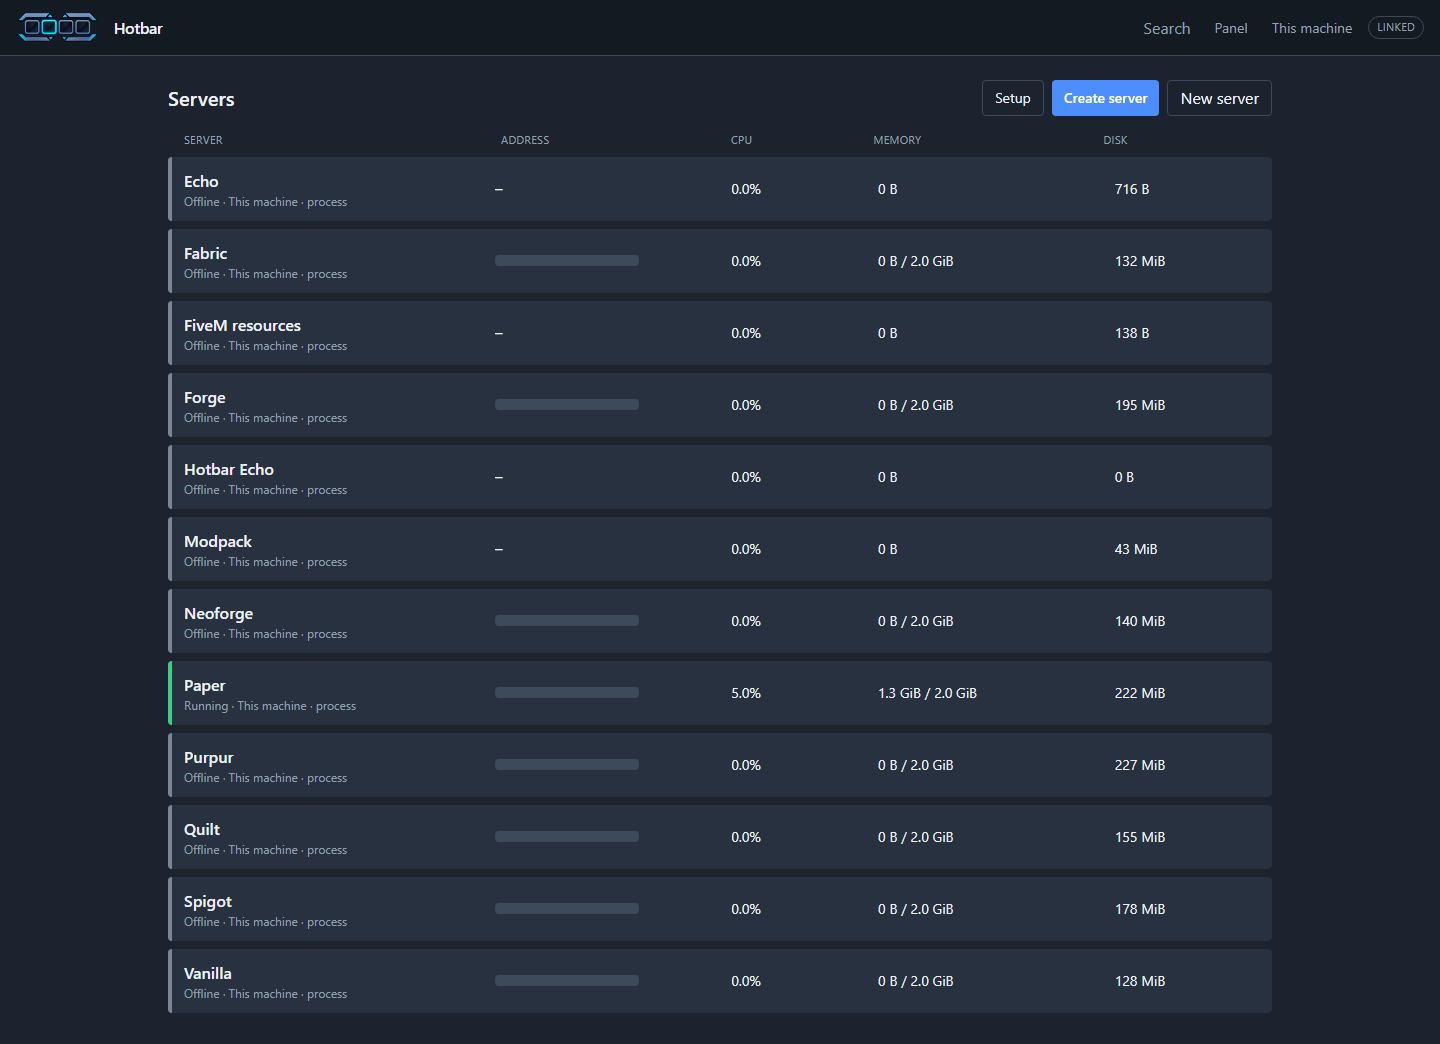 Hotbar
Search Panel This machine LINKED
Servers
Setup Create server New server
SERVER ADDRESS CPU MEMORY DISK
Echo
Offline · This machine · process
– 0.0% 0 B 716 B
Fabric
Offline · This machine · process
0.0% 0 B / 2.0 GiB 132 MiB
FiveM resources
Offline · This machine · process
– 0.0% 0 B 138 B
Forge
Offline · This machine · process
0.0% 0 B / 2.0 GiB 195 MiB
Hotbar Echo
Offline · This machine · process
– 0.0% 0 B 0 B
Modpack
Offline · This machine · process
– 0.0% 0 B 43 MiB
Neoforge
Offline · This machine · process
0.0% 0 B / 2.0 GiB 140 MiB
Paper
Running · This machine · process
5.0% 1.3 GiB / 2.0 GiB 222 MiB
Purpur
Offline · This machine · process
0.0% 0 B / 2.0 GiB 227 MiB
Quilt
Offline · This machine · process
0.0% 0 B / 2.0 GiB 155 MiB
Spigot
Offline · This machine · process
0.0% 0 B / 2.0 GiB 178 MiB
Vanilla
Offline · This machine · process
0.0% 0 B / 2.0 GiB 128 MiB